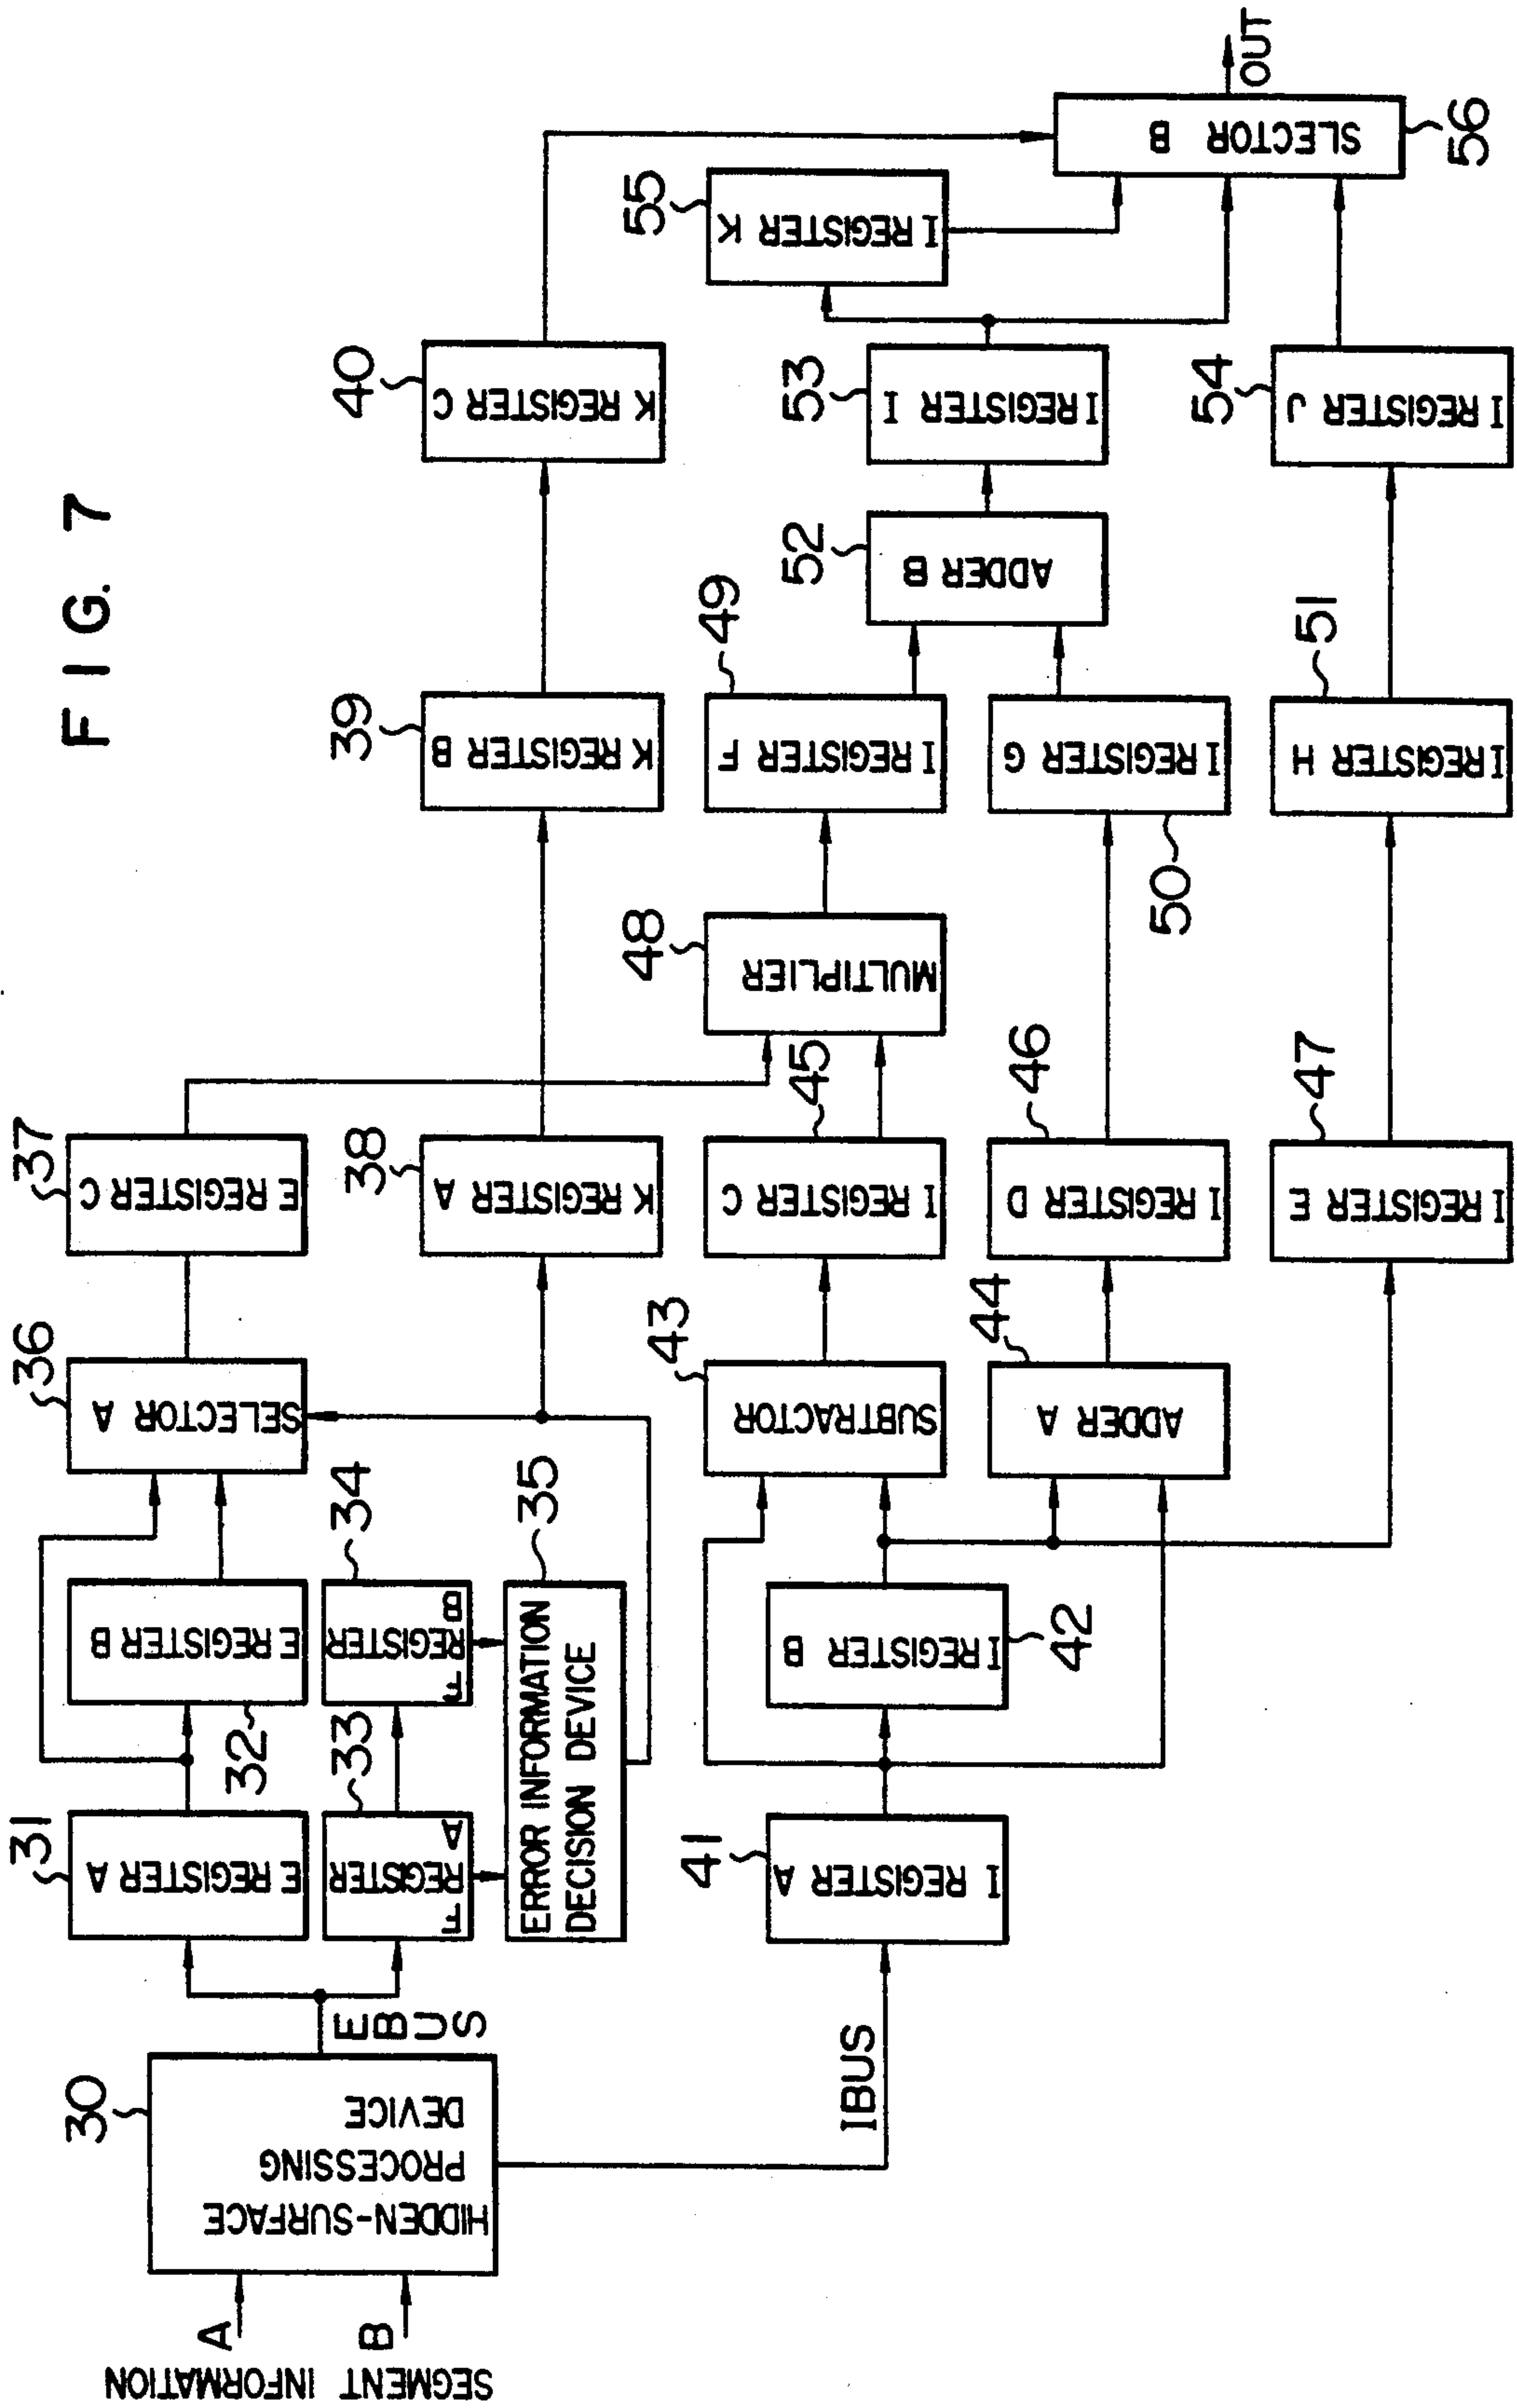 FIG. 7
SEGMENT INFORMATION
A
B
30
HIDDEN-SURFACE
PROCESSING
DEVICE
EBUS
IBUS
31
E REGISTER A
32
E REGISTER B
33
F REGISTER A
34
F REGISTER B
35
ERROR INFORMATION
DECISION DEVICE
36
SELECTOR A
37
E REGISTER C
38
K REGISTER A
39
K REGISTER B
40
K REGISTER C
41
I REGISTER A
42
I REGISTER B
43
SUBTRACTOR
44
ADDER A
45
I REGISTER C
46
I REGISTER D
47
I REGISTER E
48
MULTIPLIER
49
I REGISTER F
50
I REGISTER G
51
I REGISTER H
52
ADDER B
53
I REGISTER I
54
I REGISTER J
55
I REGISTER K
56
SLECTOR B
OUT